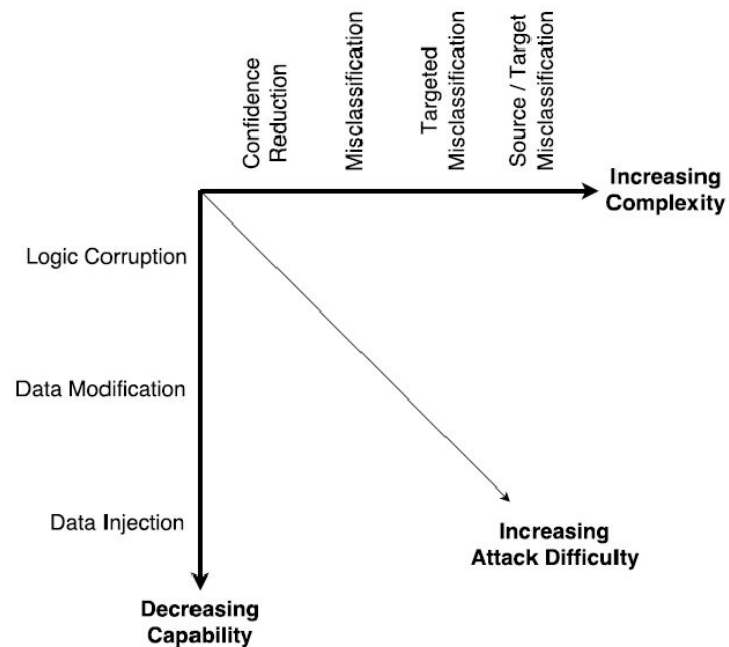 Confidence
Reduction
Misclassification
Targeted
Misclassification
Source / Target
Misclassification
Increasing
Complexity
Logic Corruption
Data Modification
Data Injection
Increasing
Attack Difficulty
Decreasing
Capability